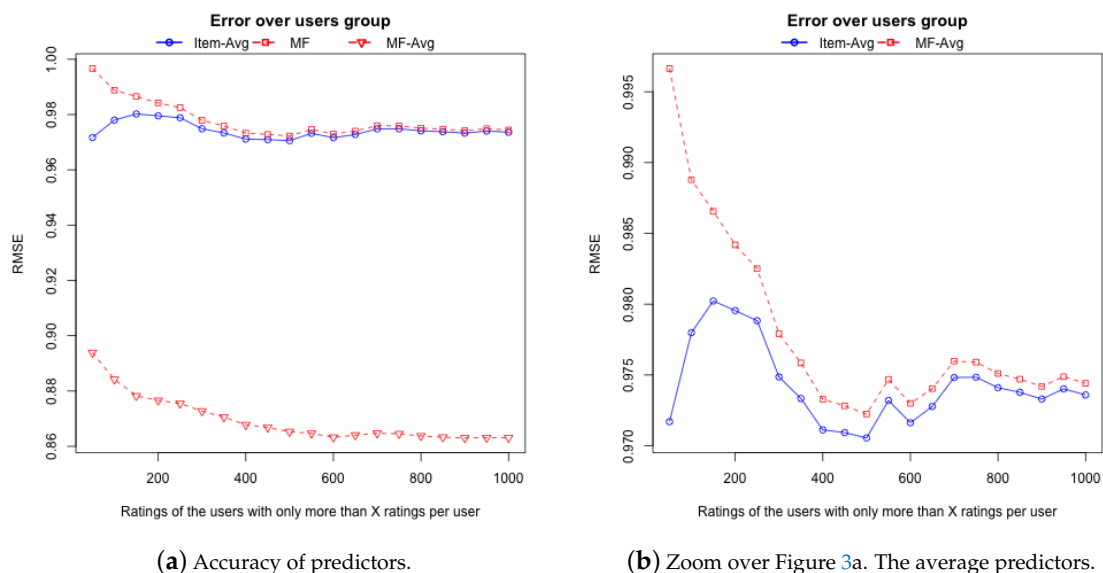 Error over users group
Item-Avg MF MF-Avg
RMSE
1.00
0.98
0.96
0.94
0.92
0.90
0.88
0.86
200 400 600 800 1000
Ratings of the users with only more than X ratings per user
(a) Accuracy of predictors.
Error over users group
Item-Avg MF-Avg
RMSE
0.995
0.990
0.985
0.980
0.975
0.970
200 400 600 800 1000
Ratings of the users with only more than X ratings per user
(b) Zoom over Figure 3a. The average predictors.